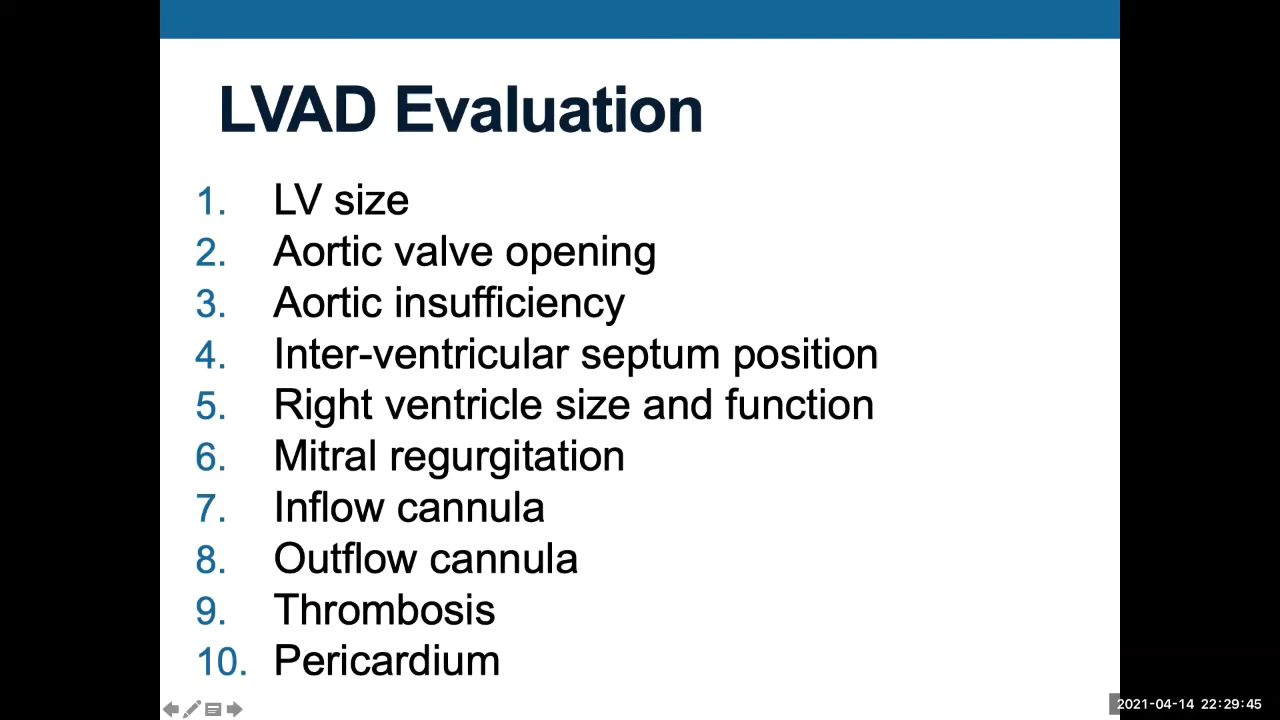 LVAD Evaluation
1. LV size
2. Aortic valve opening
3. Aortic insufficiency
4. Inter-ventricular septum position
5. Right ventricle size and function
6. Mitral regurgitation
7. Inflow cannula
8. Outflow cannula
9. Thrombosis
10. Pericardium
2021-04-14 22:29:45